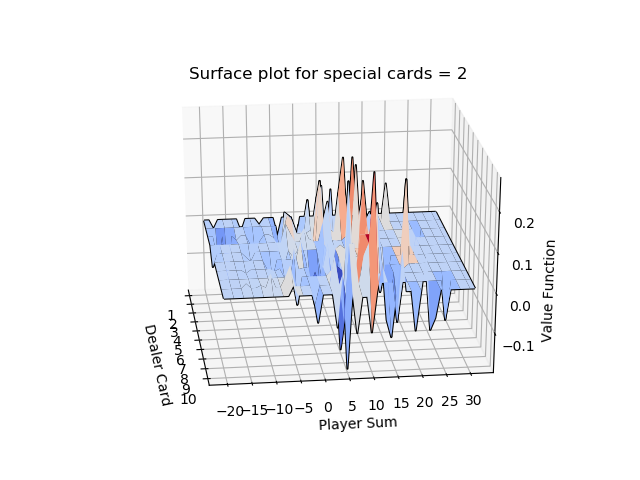 Surface plot for special cards = 2
0.2
0.1
0.0
−0.1
Value Function
1
2
3
4
5
6
7
8
9
10
Dealer Card
−20 −15 −10 −5 0 5 10 15 20 25 30
Player Sum